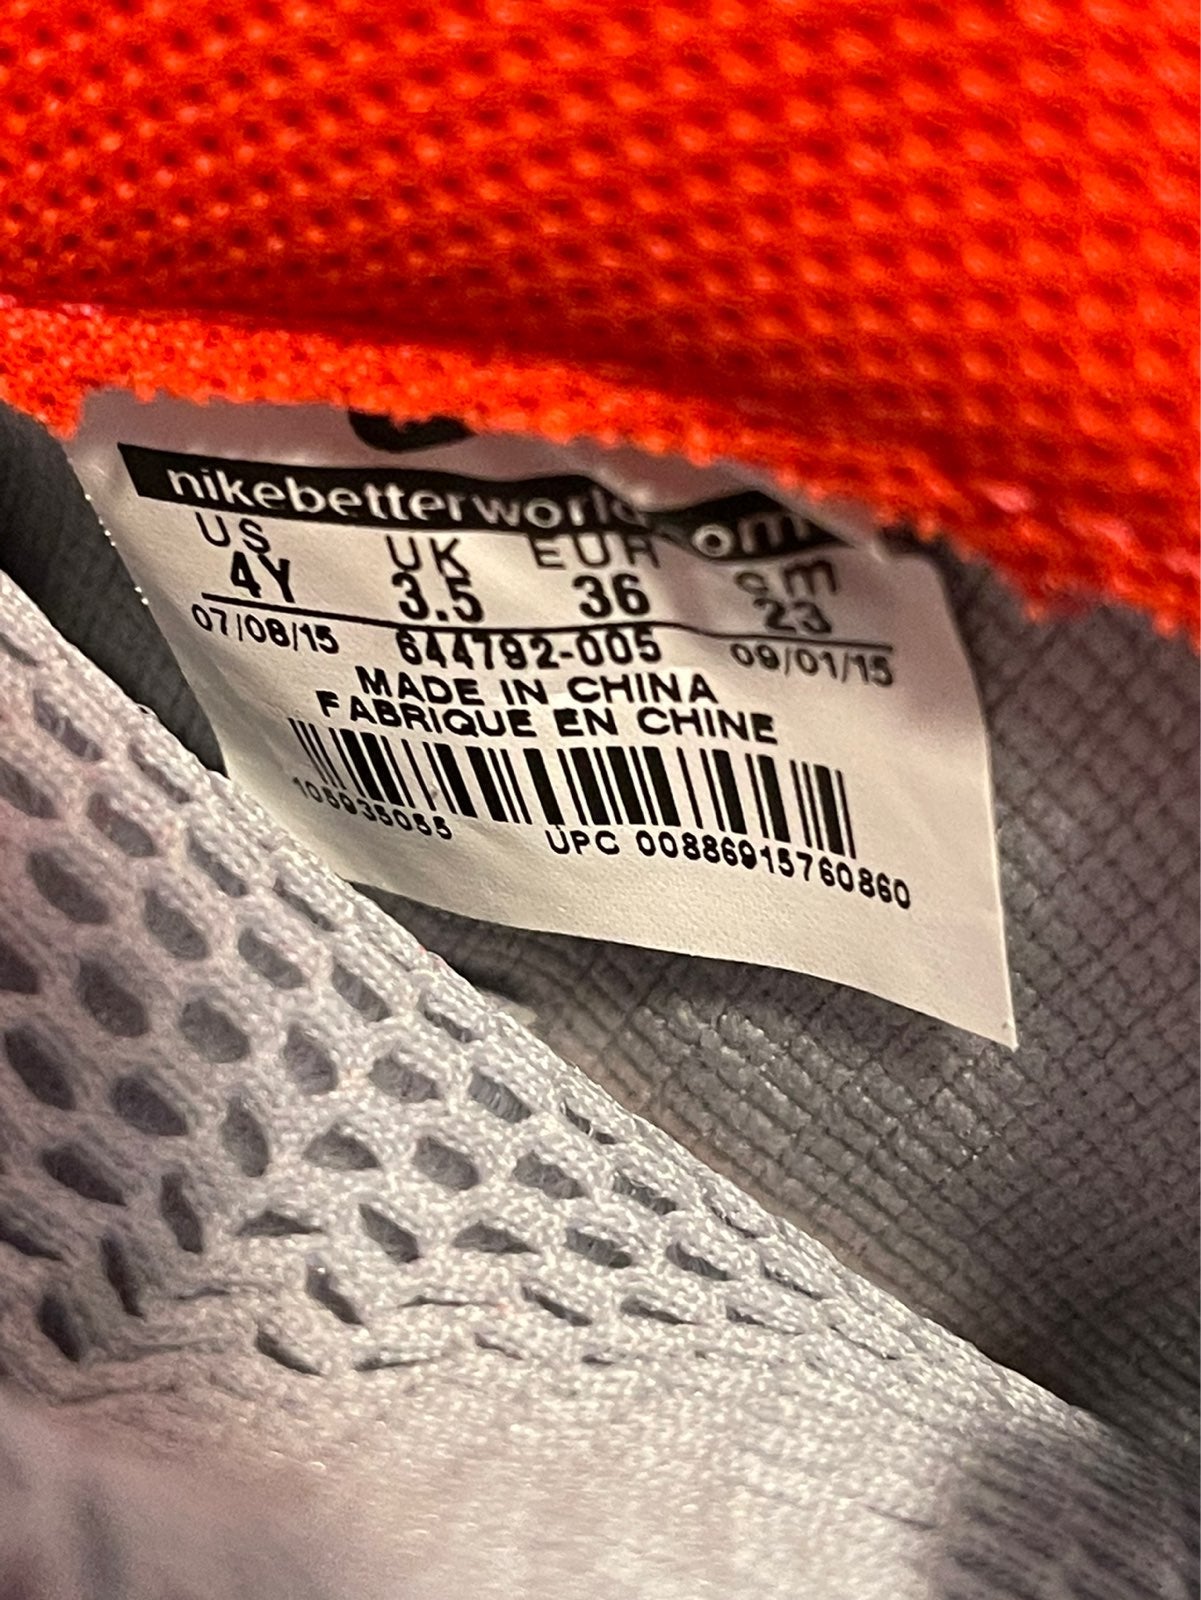 nikebetterworld.com
US UK EUR cm
4Y 3.5 36 23
07/08/15 644792-005 09/01/15
MADE IN CHINA
FABRIQUE EN CHINE
105935055 UPC 00886915760860